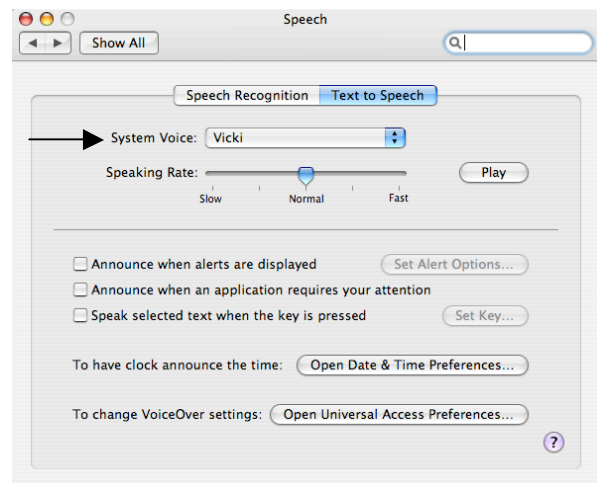 Speech
Show All
Speech Recognition Text to Speech
System Voice: Vicki
Speaking Rate: Play
Slow Normal Fast
Announce when alerts are displayed Set Alert Options...
Announce when an application requires your attention
Speak selected text when the key is pressed Set Key...
To have clock announce the time: Open Date & Time Preferences...
To change VoiceOver settings: Open Universal Access Preferences...
?